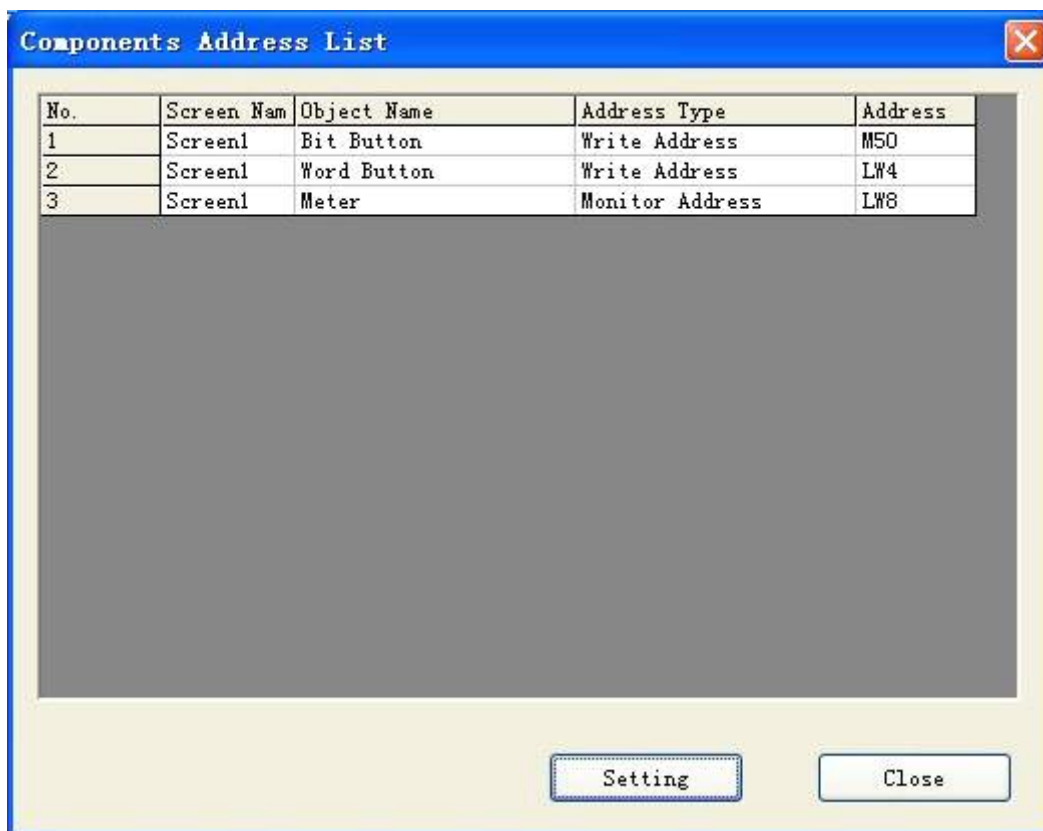 Components Address List
No. Screen Nam Object Name Address Type Address
1 Screen1 Bit Button Write Address M50
2 Screen1 Word Button Write Address LW4
3 Screen1 Meter Monitor Address LW8
Setting Close